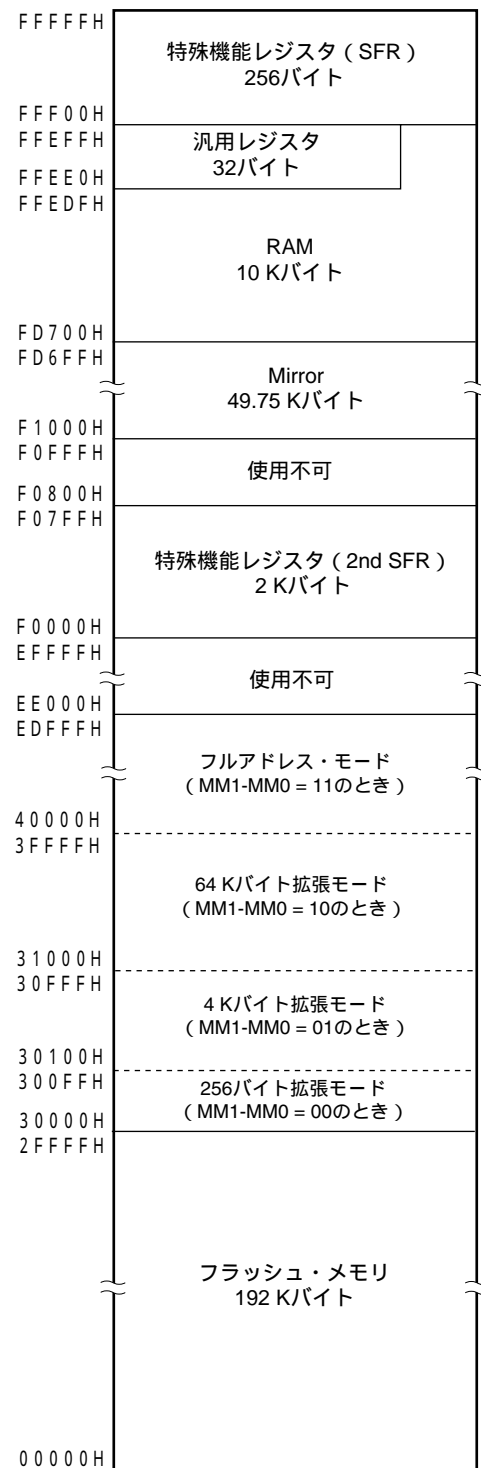 FFFFFH
特殊機能レジスタ（SFR）
256バイト
FFF00H
FFEFFH
汎用レジスタ
32バイト
FFEE0H
FFEDFH
RAM
10 Kバイト
FD700H
FD6FFH
Mirror
49.75 Kバイト
F1000H
F0FFFH
使用不可
F0800H
F07FFH
特殊機能レジスタ（2nd SFR）
2 Kバイト
F0000H
EFFFFH
使用不可
EE000H
EDFFFH
フルアドレス・モード
（MM1-MM0 = 11のとき）
40000H
3FFFFH
64 Kバイト拡張モード
（MM1-MM0 = 10のとき）
31000H
30FFFH
4 Kバイト拡張モード
（MM1-MM0 = 01のとき）
30100H
300FFH
256バイト拡張モード
（MM1-MM0 = 00のとき）
30000H
2FFFFH
フラッシュ・メモリ
192 Kバイト
00000H